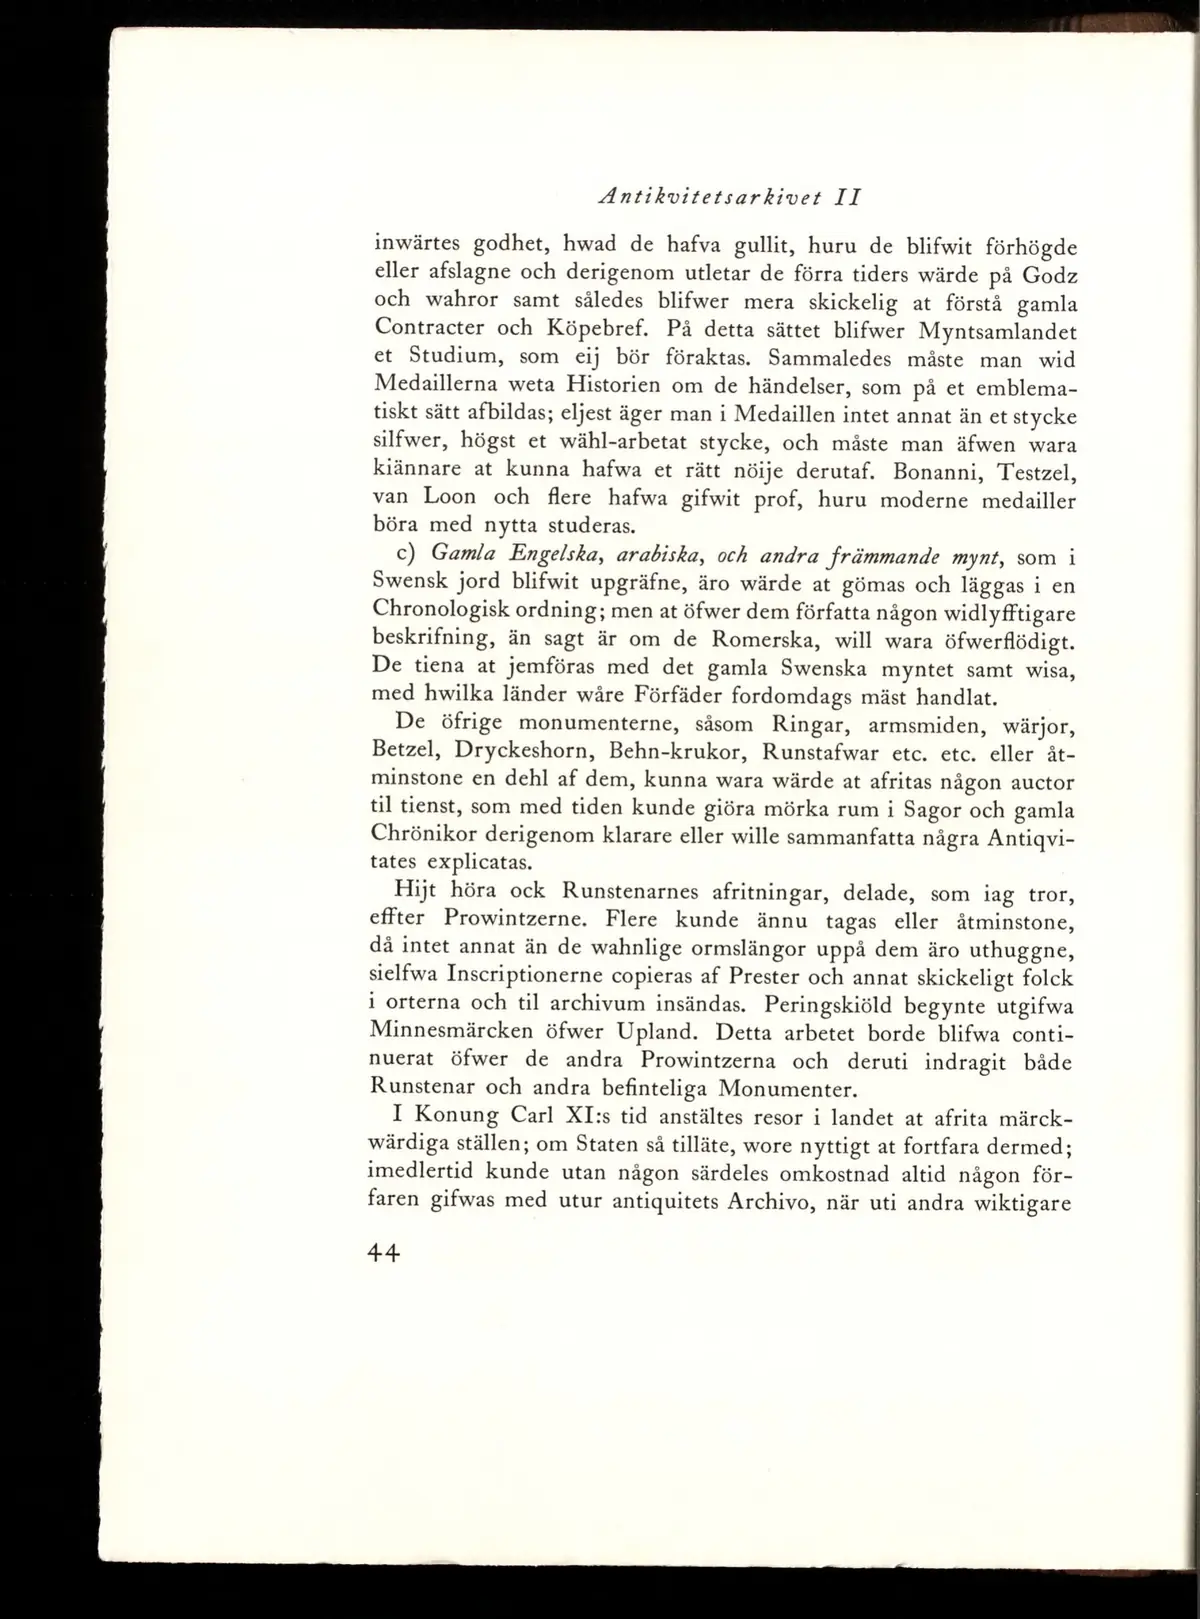 Antikvitetsarkivet II
inwärtes godhet, hwad de hafva gullit, huru de blifwit förhögde
eller afslagne och derigenom utletar de förra tiders wärde på Godz
och wahror samt således blifwer mera skickelig at förstå gamla
Contracter och Köpebref. På detta sättet blifwer Myntsamlandet
et Studium, som eij bör föraktas. Sammaledes måste man wid
Medaillerna weta Historien om de händelser, som på et emblema-
tiskt sätt afbildas; eljest äger man i Medaillen intet annat än et stycke
silfwer, högst et wähl-arbetat stycke, och måste man äfwen wara
kiännare at kunna hafwa et rätt nöije derutaf. Bonanni, Testzel,
van Loon och flere hafwa gifwit prof, huru moderne medailler
böra med nytta studeras.
c) Gamla Engelska, arabiska, och andra främmande mynt, som i
Swensk jord blifwit upgräfne, äro wärde at gömas och läggas i en
Chronologisk ordning; men at öfwer dem författa någon widlyfftigare
beskrifning, än sagt är om de Romerska, will wara öfwerflödigt.
De tiena at jemföras med det gamla Swenska myntet samt wisa,
med hwilka länder wåre Förfäder fordomdags mäst handlat.
De öfrige monumenterne, såsom Ringar, armsmiden, wärjor,
Betzel, Dryckeshorn, Behn-krukor, Runstafwar etc. etc. eller åt-
minstone en dehl af dem, kunna wara wärde at afritas någon auctor
til tienst, som med tiden kunde giöra mörka rum i Sagor och gamla
Chrönikor derigenom klarare eller wille sammanfatta några Antiqvi-
tates explicatas.
Hijt höra ock Runstenarnes afritningar, delade, som iag tror,
effter Prowintzerne. Flere kunde ännu tagas eller åtminstone,
då intet annat än de wahnlige ormslängor uppå dem äro uthuggne,
sielfwa Inscriptionerne copieras af Prester och annat skickeligt folck
i orterna och til archivum insändas. Peringskiöld begynte utgifwa
Minnesmärcken öfwer Upland. Detta arbetet borde blifwa conti-
nuerat öfwer de andra Prowintzerna och deruti indragit både
Runstenar och andra befinteliga Monumenter.
I Konung Carl XI:s tid anstältes resor i landet at afrita märck-
wärdiga ställen; om Staten så tilläte, wore nyttigt at fortfara dermed;
imedlertid kunde utan någon särdeles omkostnad altid någon för-
faren gifwas med utur antiquitets Archivo, när uti andra wiktigare
44